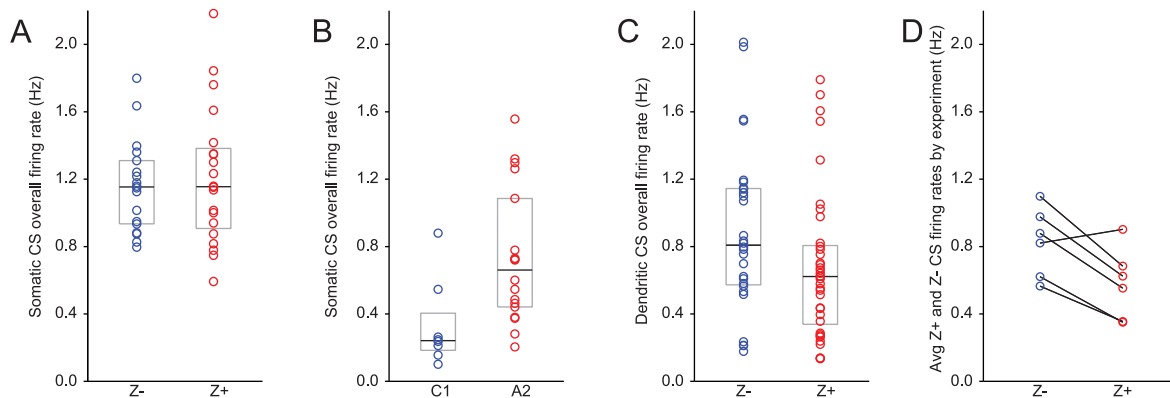 A
Somatic CS overall firing rate (Hz)
2.0
1.6
1.2
0.8
0.4
0.0
Z-
Z+
B
Somatic CS overall firing rate (Hz)
2.0
1.6
1.2
0.8
0.4
0.0
C1
A2
C
Dendritic CS overall firing rate (Hz)
2.0
1.6
1.2
0.8
0.4
0.0
Z-
Z+
D
Avg Z+ and Z- CS firing rates by experiment (Hz)
2.0
1.6
1.2
0.8
0.4
0.0
Z-
Z+